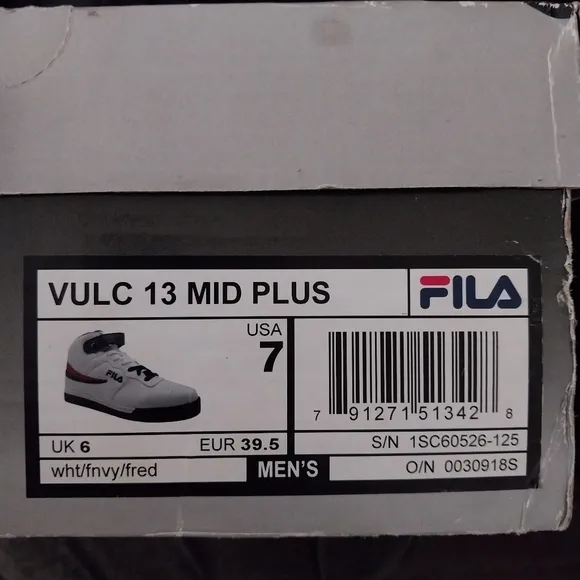 VULC 13 MID PLUS
FILA
USA
7
FILA
7 91271 51342 8
UK 6 EUR 39.5
S/N 1SC60526-125
wht/fnvy/fred
MEN'S
O/N 0030918S